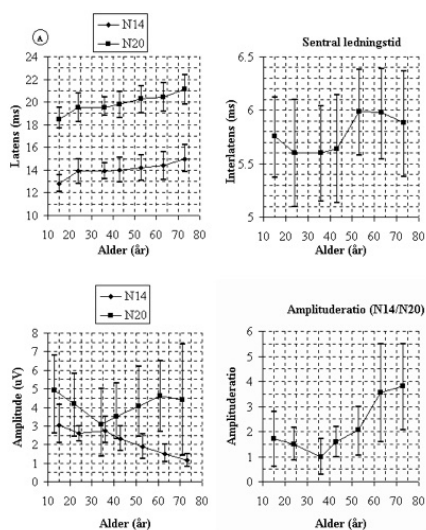 A
N14
N20
24
22
20
18
16
14
12
10
0 10 20 30 40 50 60 70 80
Latens (ms)
Alder (år)
Sentral ledningstid
6.5
6
5.5
5
0 10 20 30 40 50 60 70 80
Interlatens (ms)
Alder (år)
N14
N20
8
7
6
5
4
3
2
1
0
0 10 20 30 40 50 60 70 80
Amplitude (uV)
Alder (år)
Amplituderatio (N14/N20)
6
5
4
3
2
1
0
0 10 20 30 40 50 60 70 80
Amplituderatio
Alder (år)